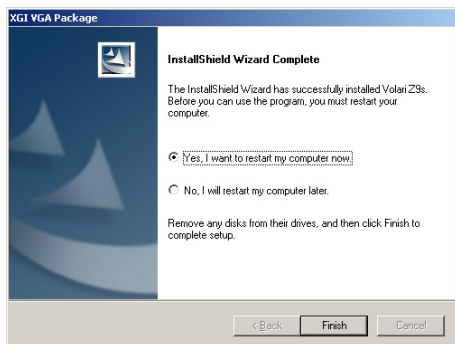 XGI VGA Package
InstallShield Wizard Complete
The InstallShield Wizard has successfully installed Volari Z9s.
Before you can use the program, you must restart your
computer.
Yes, I want to restart my computer now.
No, I will restart my computer later.
Remove any disks from their drives, and then click Finish to
complete setup.
< Back Finish Cancel